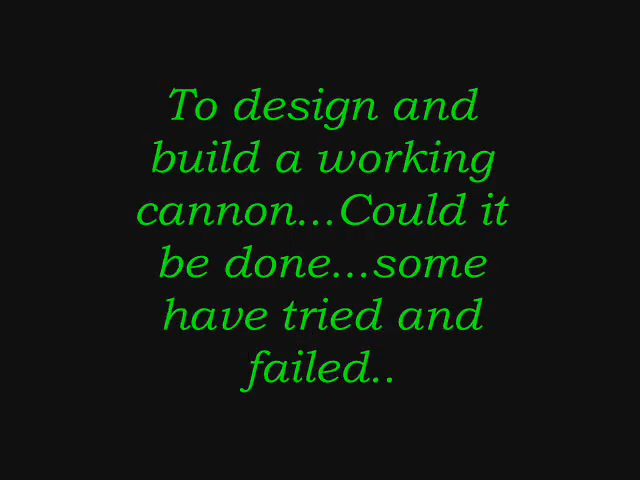 To design and
build a working
cannon...Could it
be done...some
have tried and
failed..